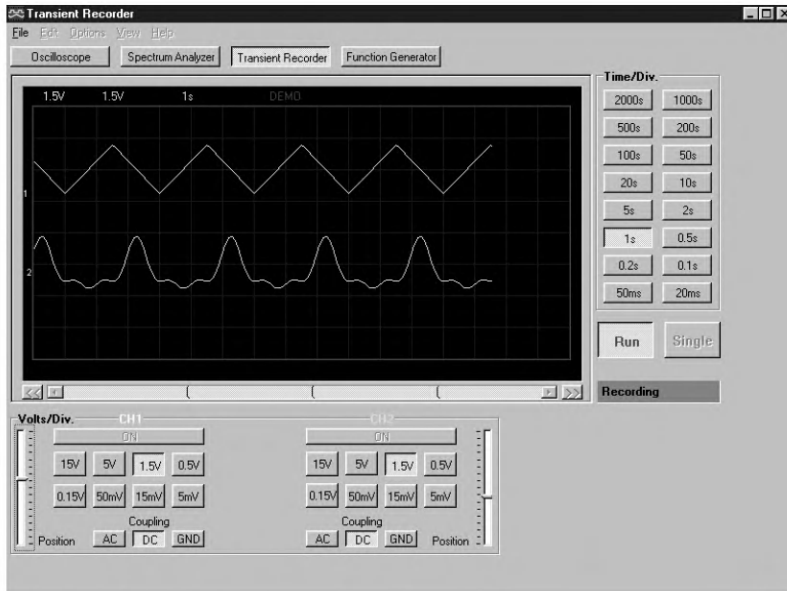 Transient Recorder
File Edit Options View Help
Oscilloscope Spectrum Analyzer Transient Recorder Function Generator
1.5V 1.5V 1s DEMO
1
2
Time/Div.
2000s 1000s
500s 200s
100s 50s
20s 10s
5s 2s
1s 0.5s
0.2s 0.1s
50ms 20ms
Run Single
<< >>
Recording
Volts/Div. CH1 CH2
ON ON
15V 5V 1.5V 0.5V 15V 5V 1.5V 0.5V
0.15V 50mV 15mV 5mV 0.15V 50mV 15mV 5mV
Coupling Coupling
Position AC DC GND AC DC GND Position